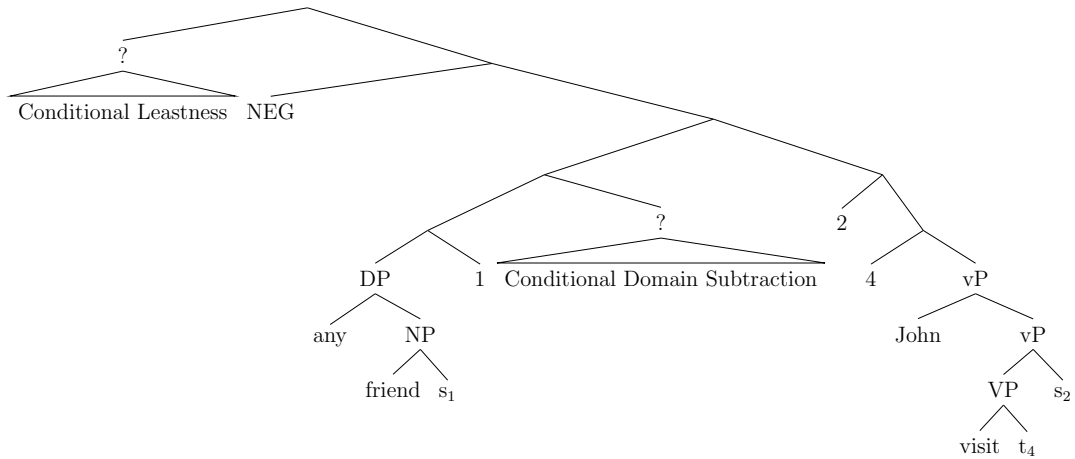 ?
Conditional Leastness NEG
? 2
DP 1 Conditional Domain Subtraction 4 vP
any NP John vP
friend s₁ VP s₂
visit t₄